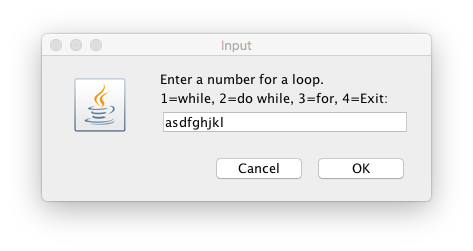 Input
Enter a number for a loop.
1=while, 2=do while, 3=for, 4=Exit:
asdfghjkl
Cancel OK